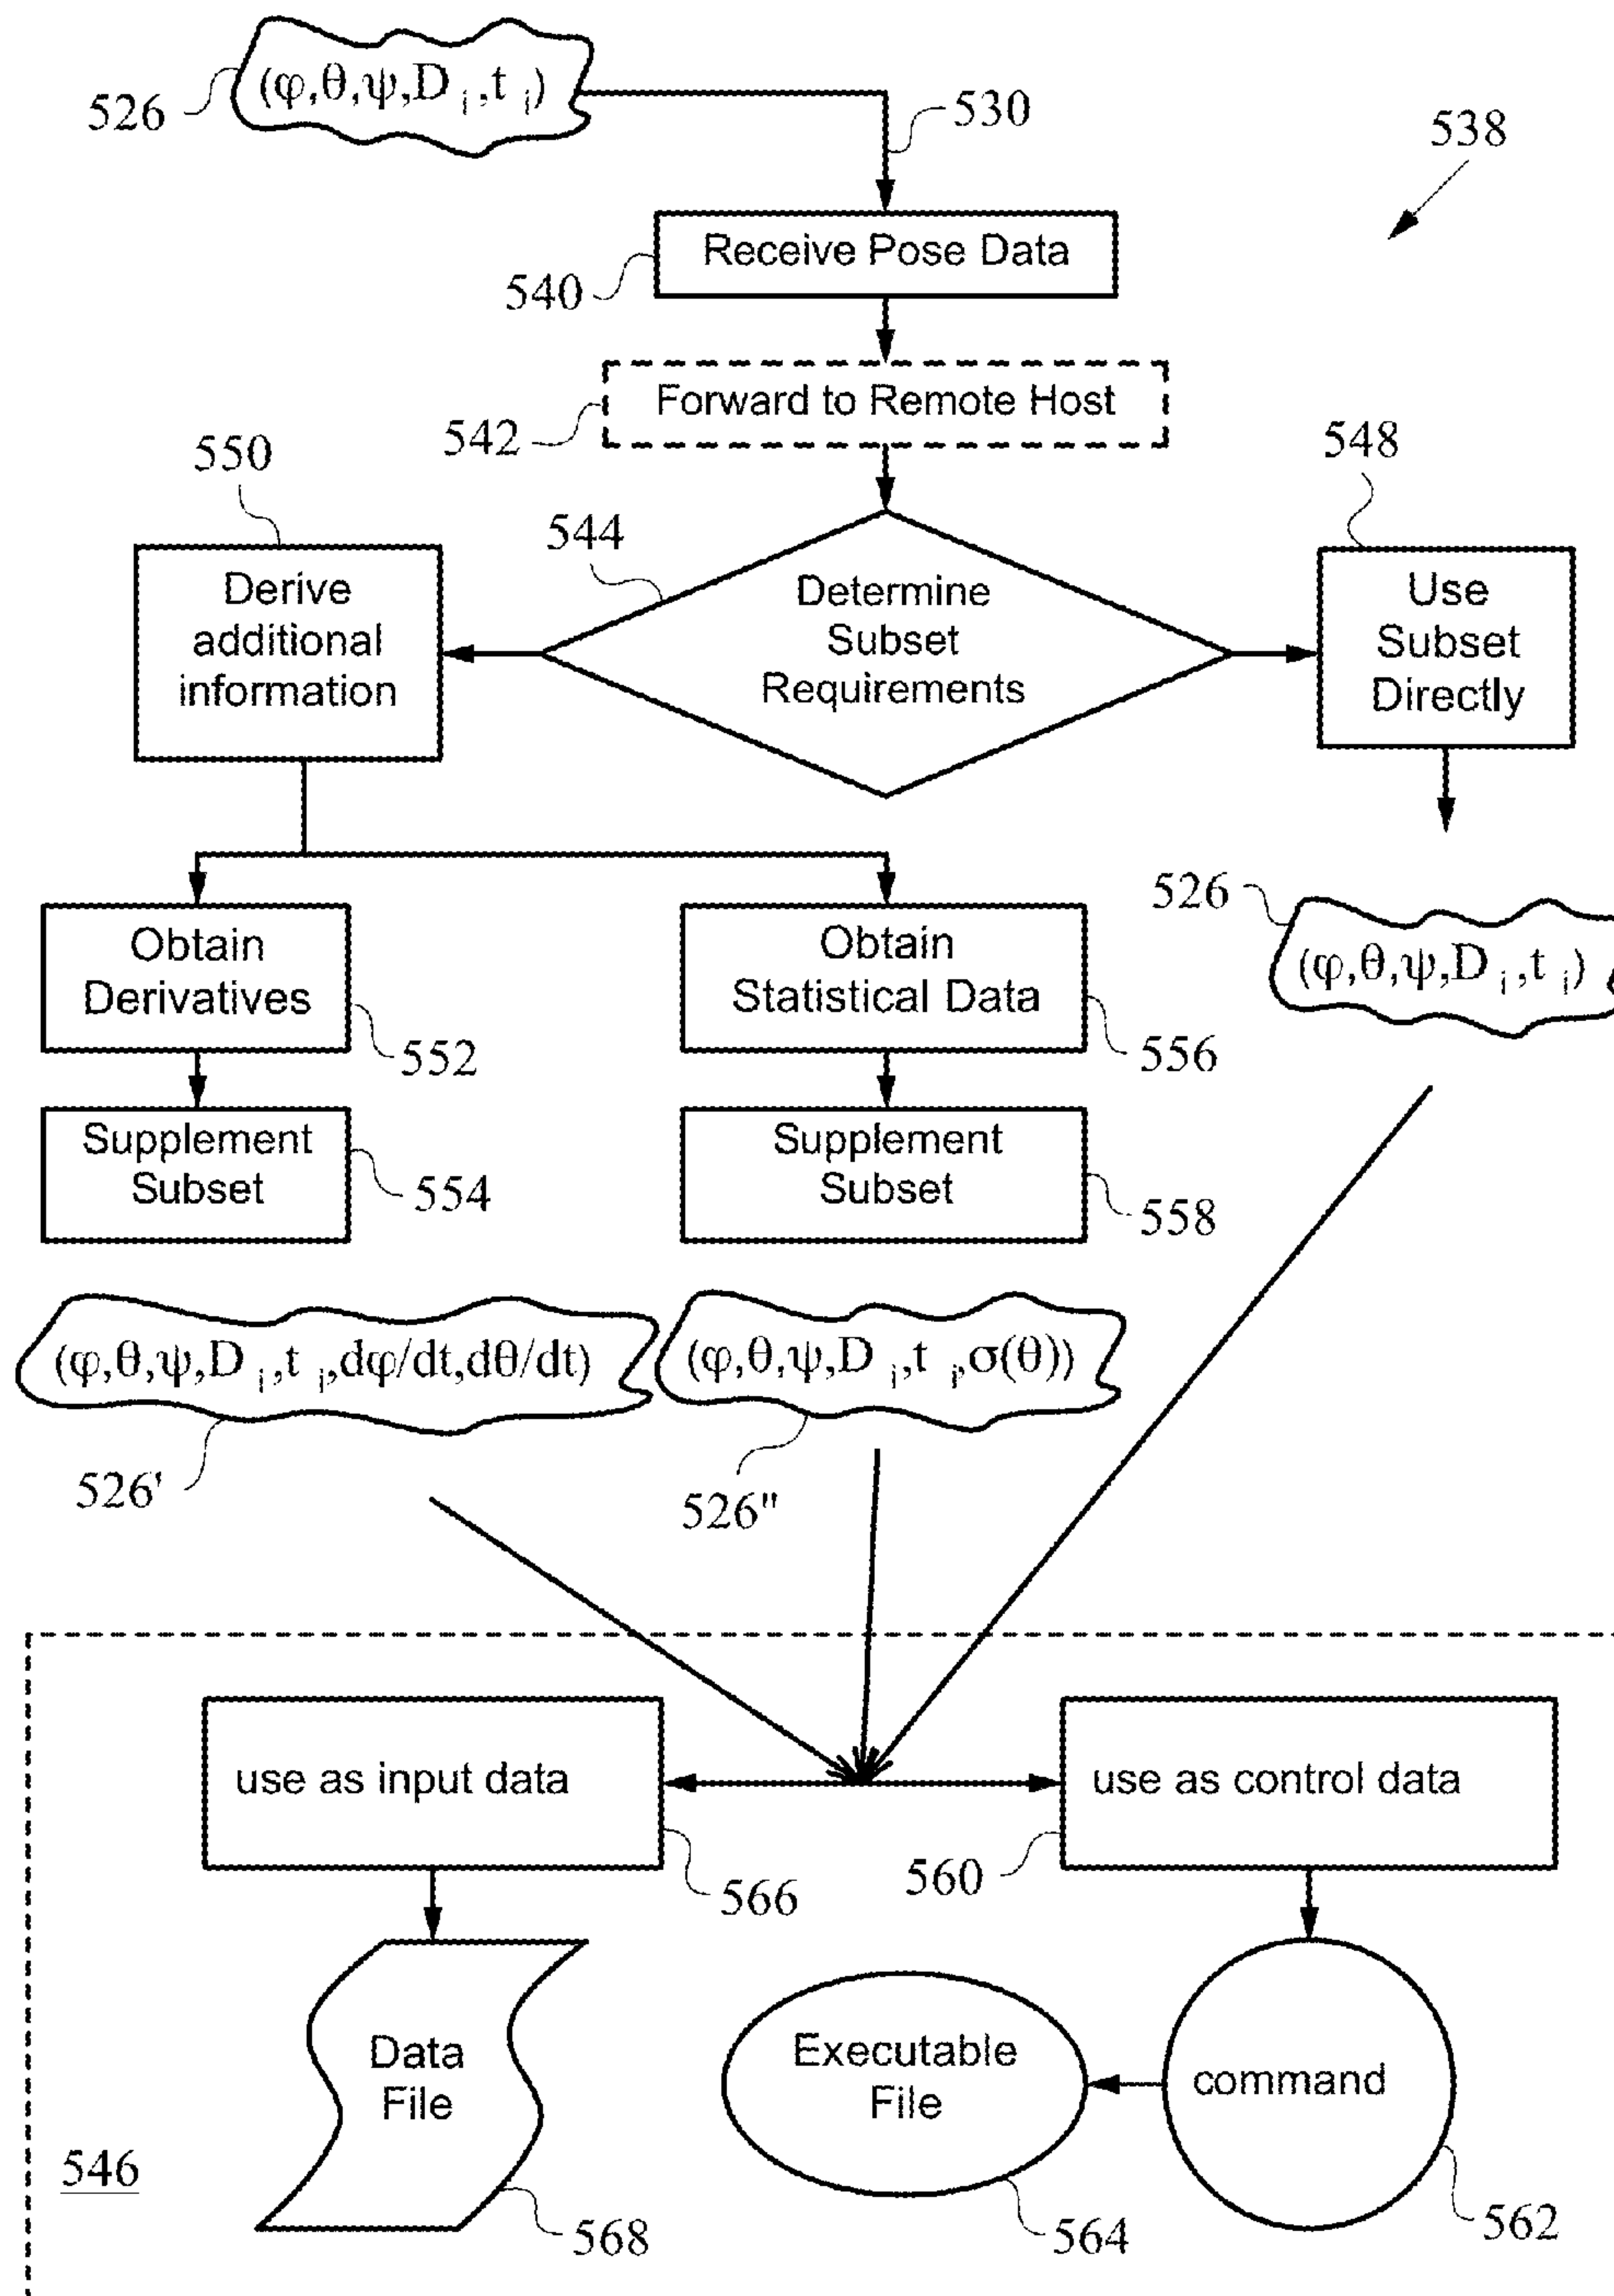 (φ,θ,ψ,D i,t i)
526
530
538
Receive Pose Data
540
Forward to Remote Host
542
550
548
544
Derive
additional
information
Determine
Subset
Requirements
Use
Subset
Directly
526
Obtain
Derivatives
552
Obtain
Statistical Data
556
(φ,θ,ψ,D i,t i)
Supplement
Subset
554
Supplement
Subset
558
(φ,θ,ψ,D i,t i,dφ/dt,dθ/dt)
(φ,θ,ψ,D i,t i,σ(θ))
526'
526"
use as input data
use as control data
566
560
Data
File
Executable
File
command
546
568
564
562